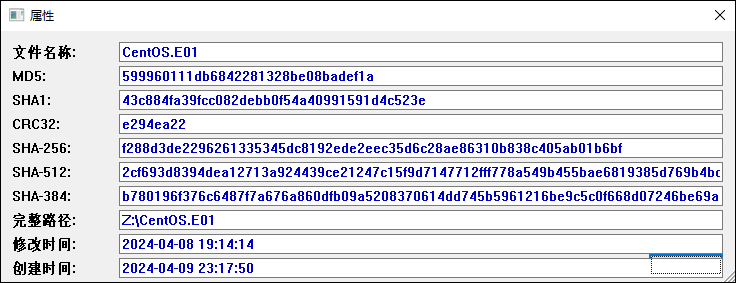 属性
文件名称: CentOS.E01
MD5: 599960111db6842281328be08badef1a
SHA1: 43c884fa39fcc082debb0f54a40991591d4c523e
CRC32: e294ea22
SHA-256: f288d3de2296261335345dc8192ede2eec35d6c28ae86310b838c405ab01b6bf
SHA-512: 2cf693d8394dea12713a924439ce21247c15f9d7147712fff778a549b455bae6819385d769b4bc
SHA-384: b780196f376c6487f7a676a860dfb09a5208370614dd745b5961216be9c5c0f668d07246be69a
完整路径: Z:\CentOS.E01
修改时间: 2024-04-08 19:14:14
创建时间: 2024-04-09 23:17:50